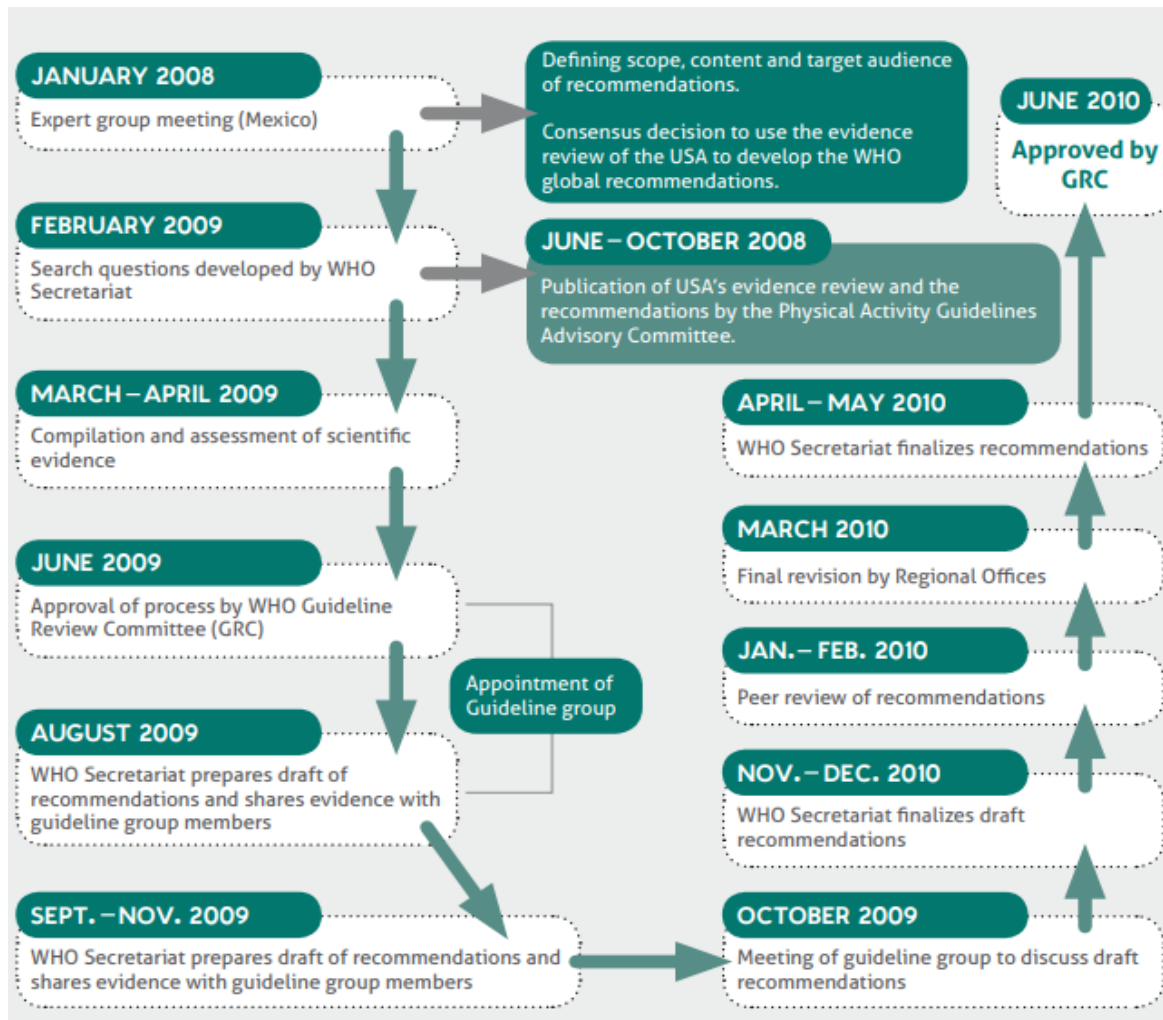 JANUARY 2008
Expert group meeting (Mexico)
Defining scope, content and target audience
of recommendations.
Consensus decision to use the evidence
review of the USA to develop the WHO
global recommendations.
FEBRUARY 2009
Search questions developed by WHO
Secretariat
JUNE – OCTOBER 2008
Publication of USA's evidence review and the
recommendations by the Physical Activity Guidelines
Advisory Committee.
MARCH – APRIL 2009
Compilation and assessment of scientific
evidence
JUNE 2009
Approval of process by WHO Guideline
Review Committee (GRC)
Appointment of
Guideline group
AUGUST 2009
WHO Secretariat prepares draft of
recommendations and shares evidence with
guideline group members
SEPT. – NOV. 2009
WHO Secretariat prepares draft of recommendations and
shares evidence with guideline group members
OCTOBER 2009
Meeting of guideline group to discuss draft
recommendations
NOV. – DEC. 2010
WHO Secretariat finalizes draft
recommendations
JAN. – FEB. 2010
Peer review of recommendations
MARCH 2010
Final revision by Regional Offices
APRIL – MAY 2010
WHO Secretariat finalizes recommendations
JUNE 2010
Approved by
GRC